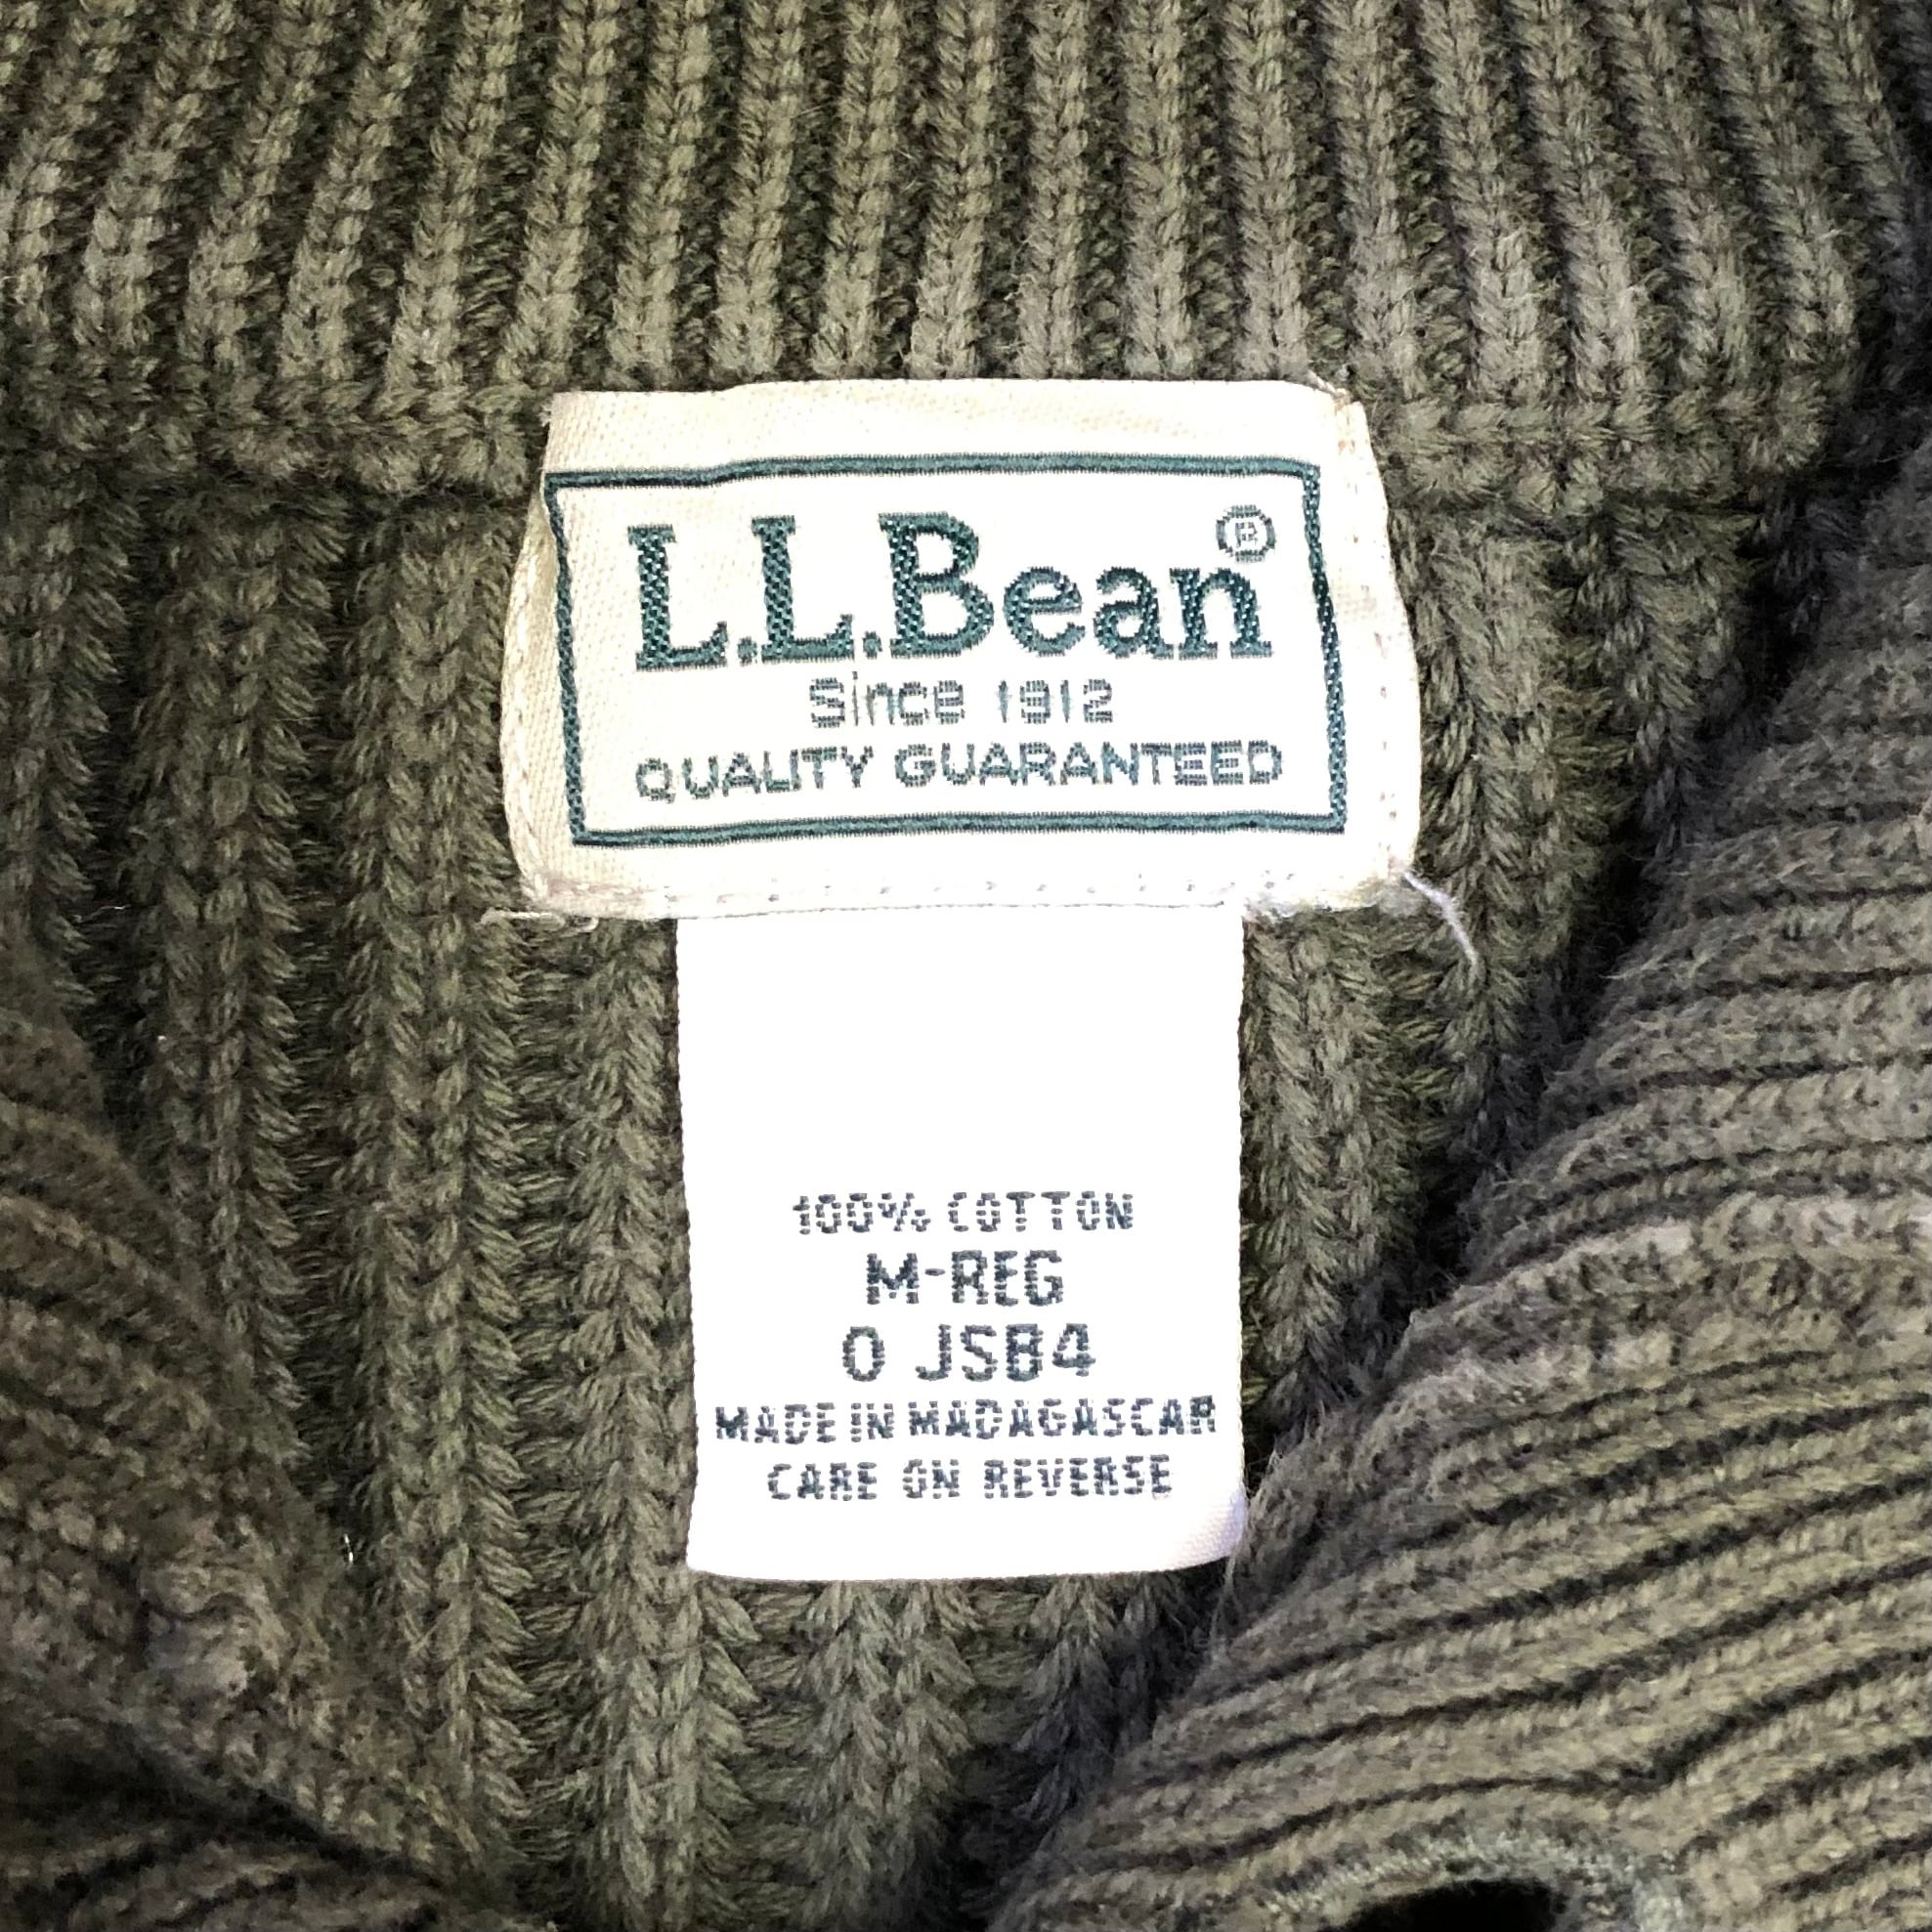 L.L.Bean®
Since 1912
QUALITY GUARANTEED
100% COTTON
M-REG
0 JSB4
MADE IN MADAGASCAR
CARE ON REVERSE